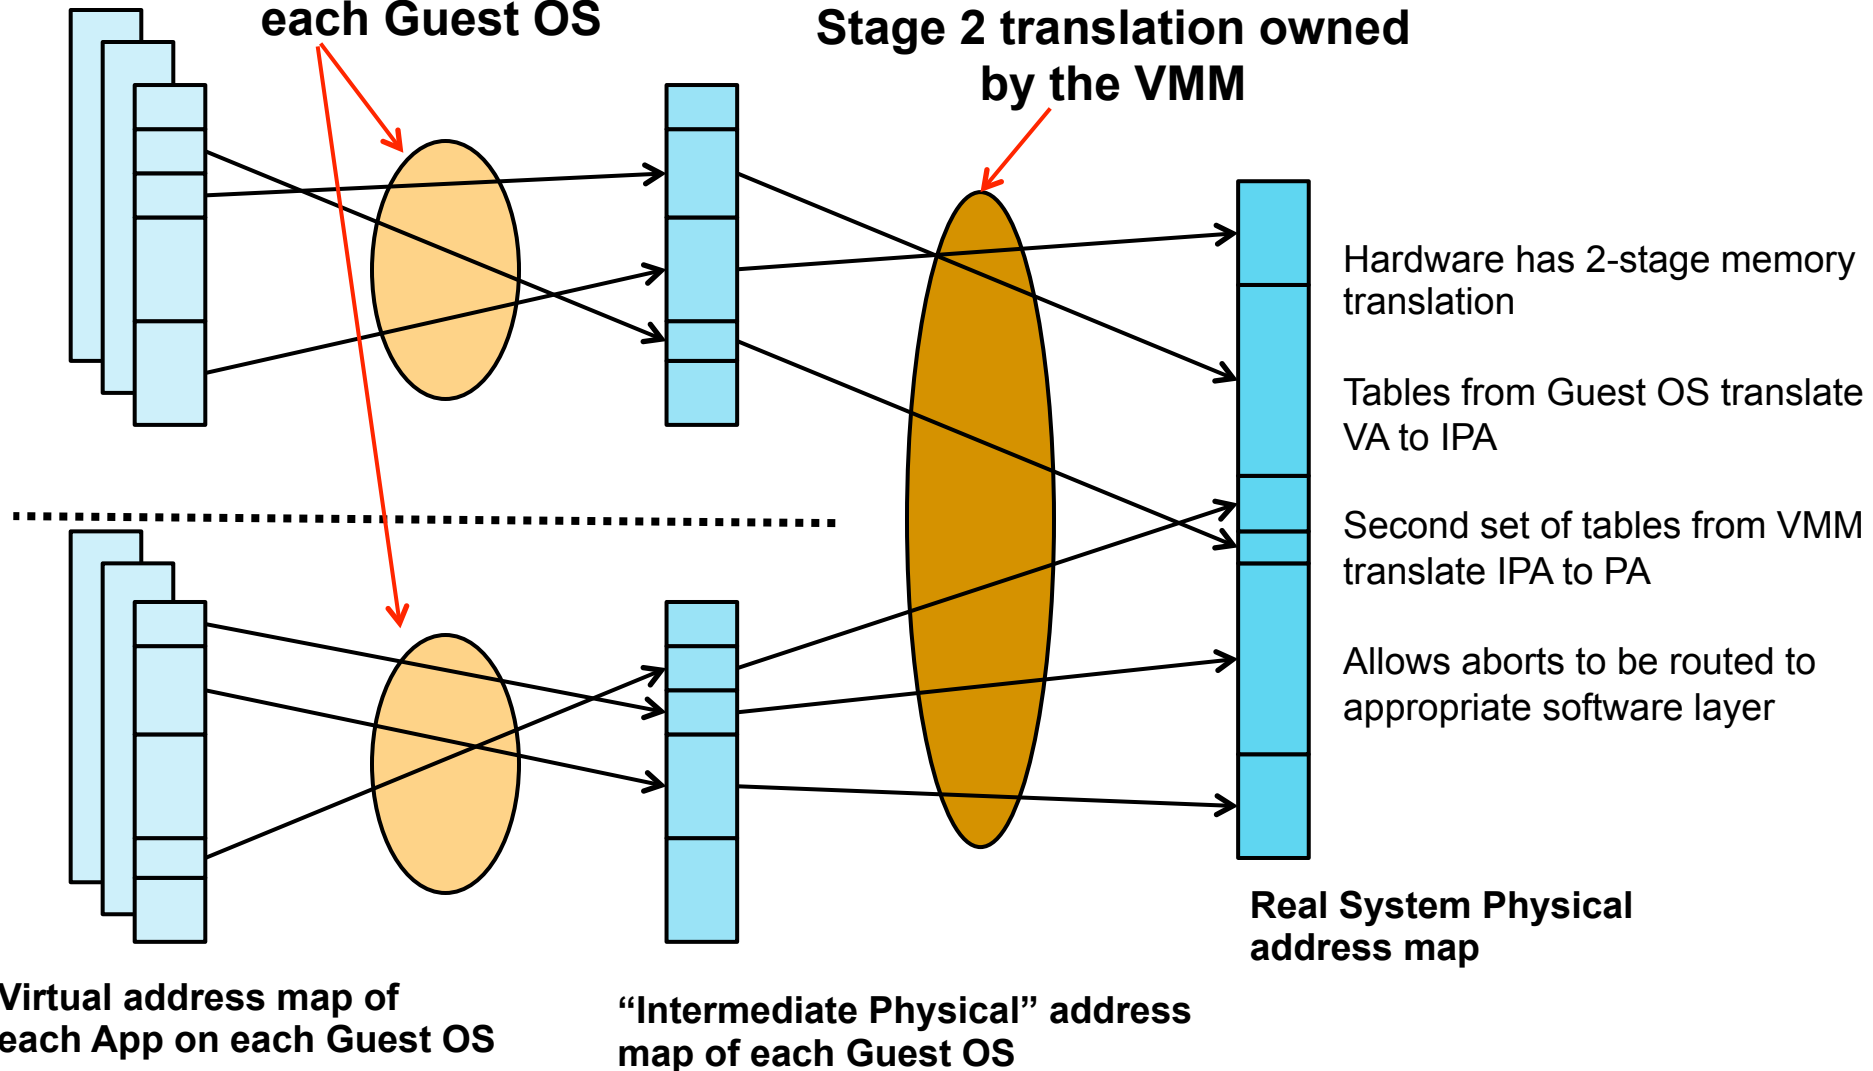 each Guest OS
Stage 2 translation owned
by the VMM
Hardware has 2-stage memory
translation
Tables from Guest OS translate
VA to IPA
Second set of tables from VMM
translate IPA to PA
Allows aborts to be routed to
appropriate software layer
Real System Physical
address map
Virtual address map of
each App on each Guest OS
“Intermediate Physical” address
map of each Guest OS